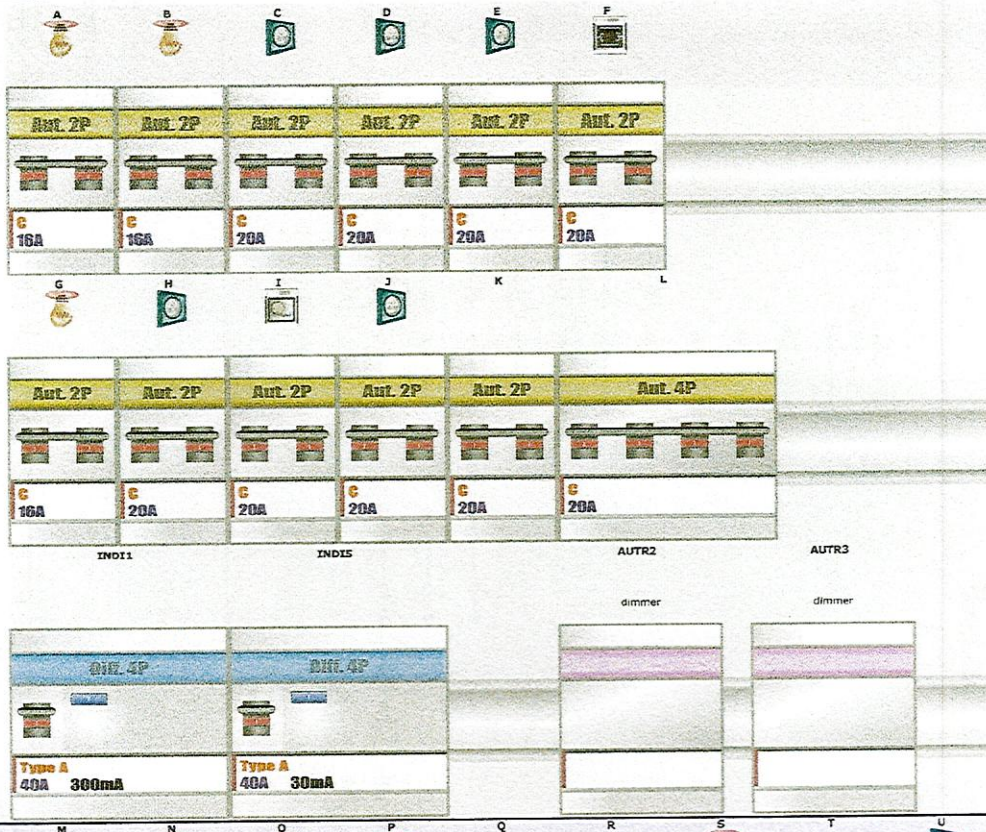 A B C D E F
Aut. 2P Aut. 2P Aut. 2P Aut. 2P Aut. 2P Aut. 2P
C C C C C C
16A 16A 20A 20A 20A 20A
G H I J K L
Aut. 2P Aut. 2P Aut. 2P Aut. 2P Aut. 2P Aut. 4P
C C C C C C
16A 20A 20A 20A 20A 20A
INDI1 INDI5 AUTR2 AUTR3
dimmer dimmer
Diff. 4P Diff. 4P
Type A Type A
40A 300mA 40A 30mA
M N O P Q R S T U